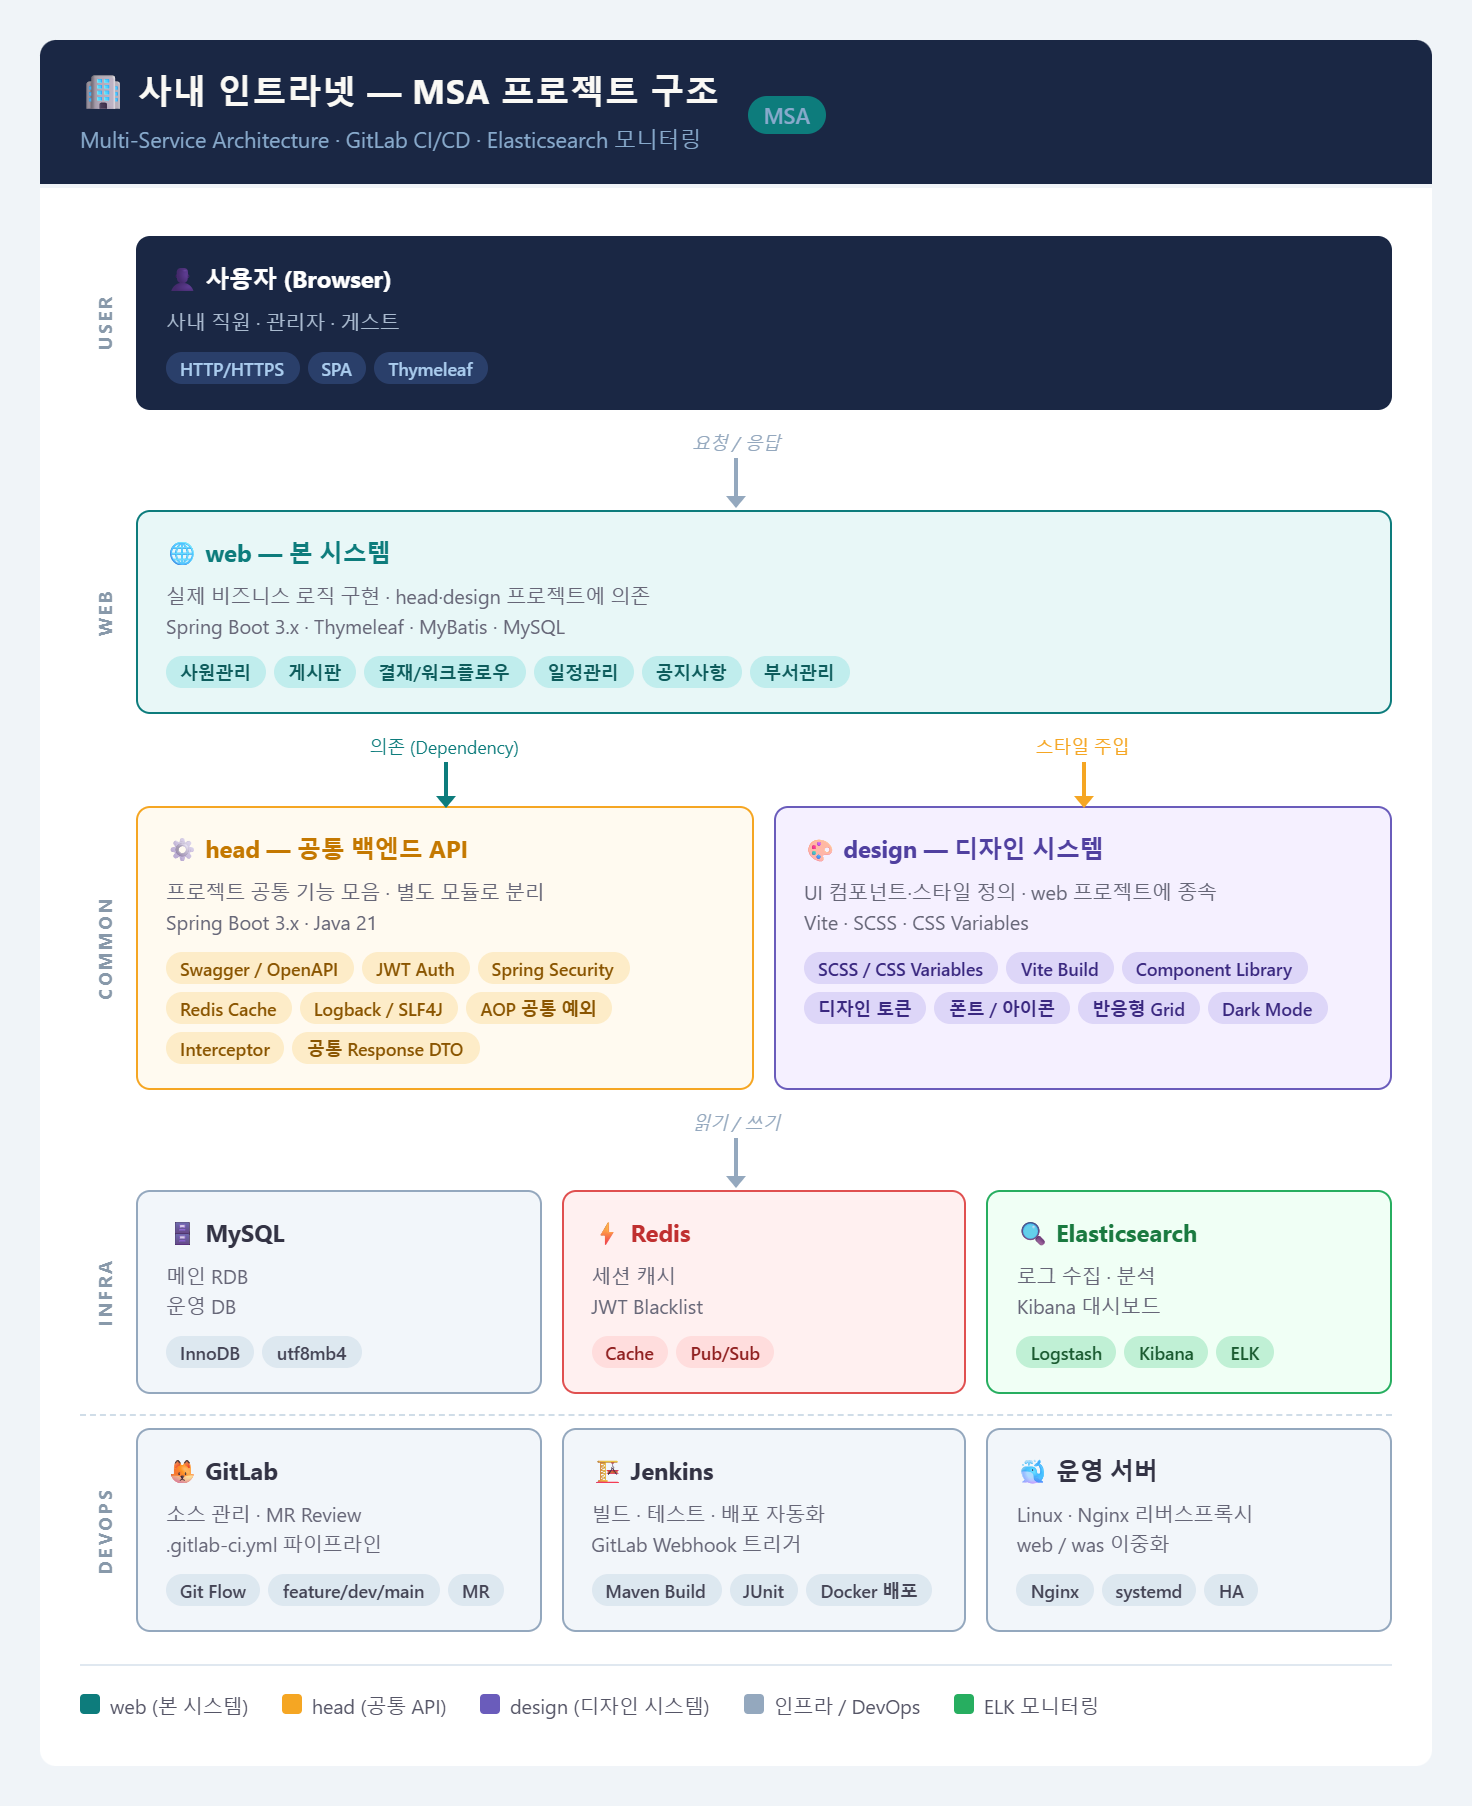 사내 인트라넷 — MSA 프로젝트 구조
MSA
Multi-Service Architecture · GitLab CI/CD · Elasticsearch 모니터링
USER
사용자 (Browser)
사내 직원 · 관리자 · 게스트
HTTP/HTTPS SPA Thymeleaf
요청 / 응답
WEB
web — 본 시스템
실제 비즈니스 로직 구현 · head·design 프로젝트에 의존
Spring Boot 3.x · Thymeleaf · MyBatis · MySQL
사원관리 게시판 결재/워크플로우 일정관리 공지사항 부서관리
의존 (Dependency)
스타일 주입
COMMON
head — 공통 백엔드 API
프로젝트 공통 기능 모음 · 별도 모듈로 분리
Spring Boot 3.x · Java 21
Swagger / OpenAPI JWT Auth Spring Security
Redis Cache Logback / SLF4J AOP 공통 예외
Interceptor 공통 Response DTO
design — 디자인 시스템
UI 컴포넌트·스타일 정의 · web 프로젝트에 종속
Vite · SCSS · CSS Variables
SCSS / CSS Variables Vite Build Component Library
디자인 토큰 폰트 / 아이콘 반응형 Grid Dark Mode
읽기 / 쓰기
INFRA
MySQL
메인 RDB
운영 DB
InnoDB utf8mb4
Redis
세션 캐시
JWT Blacklist
Cache Pub/Sub
Elasticsearch
로그 수집 · 분석
Kibana 대시보드
Logstash Kibana ELK
DEVOPS
GitLab
소스 관리 · MR Review
.gitlab-ci.yml 파이프라인
Git Flow feature/dev/main MR
Jenkins
빌드 · 테스트 · 배포 자동화
GitLab Webhook 트리거
Maven Build JUnit Docker 배포
운영 서버
Linux · Nginx 리버스프록시
web / was 이중화
Nginx systemd HA
web (본 시스템) head (공통 API) design (디자인 시스템) 인프라 / DevOps ELK 모니터링